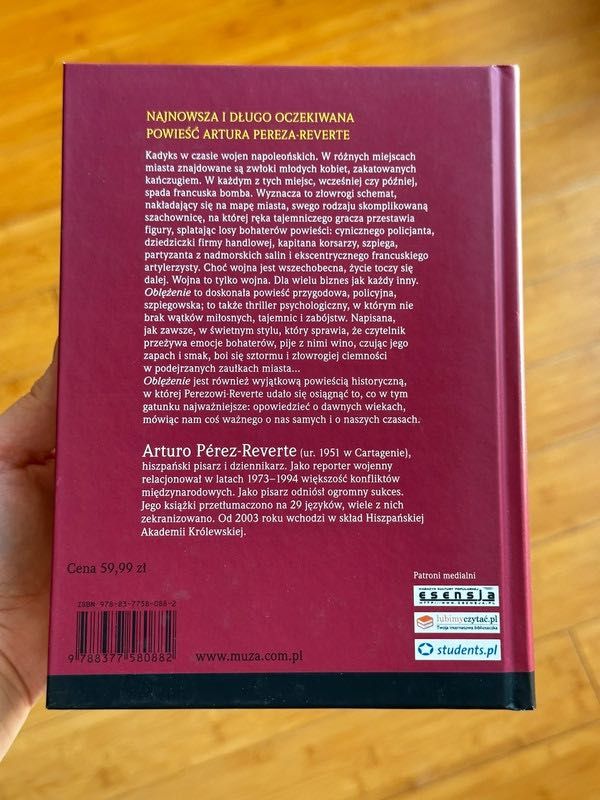 NAJNOWSZA I DŁUGO OCZEKIWANA
POWIEŚĆ ARTURA PEREZA-REVERTE
Kadyks w czasie wojen napoleońskich. W różnych miejscach
miasta znajdowane są zwłoki młodych kobiet, zakatowanych
kańczugiem. W każdym z tych miejsc, wcześniej czy później,
spada francuska bomba. Wyznacza to złowrogi schemat,
nakładający się na mapę miasta, swego rodzaju skomplikowaną
szachownicę, na której ręka tajemniczego gracza przestawia
figury, splatając losy bohaterów powieści: cynicznego policjanta,
dziedziczki firmy handlowej, kapitana korsarzy, szpiega,
partyzanta z nadmorskich salin i ekscentrycznego francuskiego
artylerzysty. Choć wojna jest wszechobecna, życie toczy się
dalej. Wojna to tylko wojna. Dla wielu biznes jak każdy inny.
Oblężenie to doskonała powieść przygodowa, policyjna,
szpiegowska; to także thriller psychologiczny, w którym nie
brak wątków miłosnych, tajemnic i zabójstw. Napisana,
jak zawsze, w świetnym stylu, który sprawia, że czytelnik
przeżywa emocje bohaterów, pije z nimi wino, czując jego
zapach i smak, boi się sztormu i złowrogiej ciemności
w podejrzanych zaułkach miasta...
Oblężenie jest również wyjątkową powieścią historyczną,
w której Perezowi-Reverte udało się osiągnąć to, co w tym
gatunku najważniejsze: opowiedzieć o dawnych wiekach,
mówiąc nam coś ważnego o nas samych i o naszych czasach.
Arturo Pérez-Reverte (ur. 1951 w Cartagenie),
hiszpański pisarz i dziennikarz. Jako reporter wojenny
relacjonował w latach 1973–1994 większość konfliktów
międzynarodowych. Jako pisarz odniósł ogromny sukces.
Jego książki przetłumaczono na 29 języków, wiele z nich
zekranizowano. Od 2003 roku wchodzi w skład Hiszpańskiej
Akademii Królewskiej.
Cena 59,99 zł
ISBN 978-83-7758-088-2
9 788377 580882
www.muza.com.pl
Patroni medialni
MAGAZYN KULTURY POPULARNEJ
esensja
HTTP://WWW.ESENSJA.PL
lubimyczytać.pl
Twoja internetowa biblioteczka
students.pl